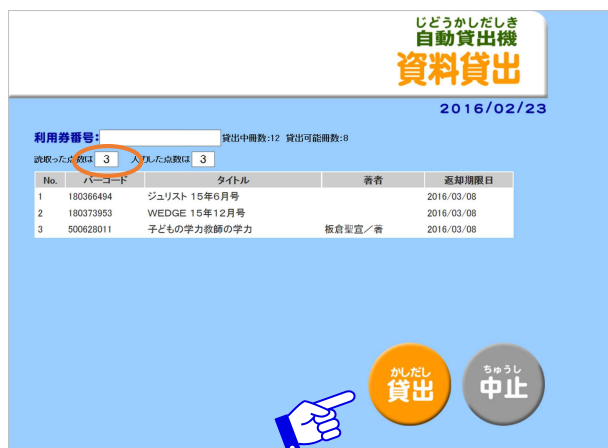 じどうかしだしき
自動貸出機
資料貸出
2016/02/23
利用券番号: 貸出中冊数:12 貸出可能冊数:8
読取った点数は 3 入力した点数は 3
No. バーコード タイトル 著者 返却期限日
1 180366494 ジュリスト 15年6月号 2016/03/08
2 180373953 WEDGE 15年12月号 2016/03/08
3 500628011 子どもの学力教師の学力 板倉聖宣／著 2016/03/08
かしだし
貸出
ちゅうし
中止